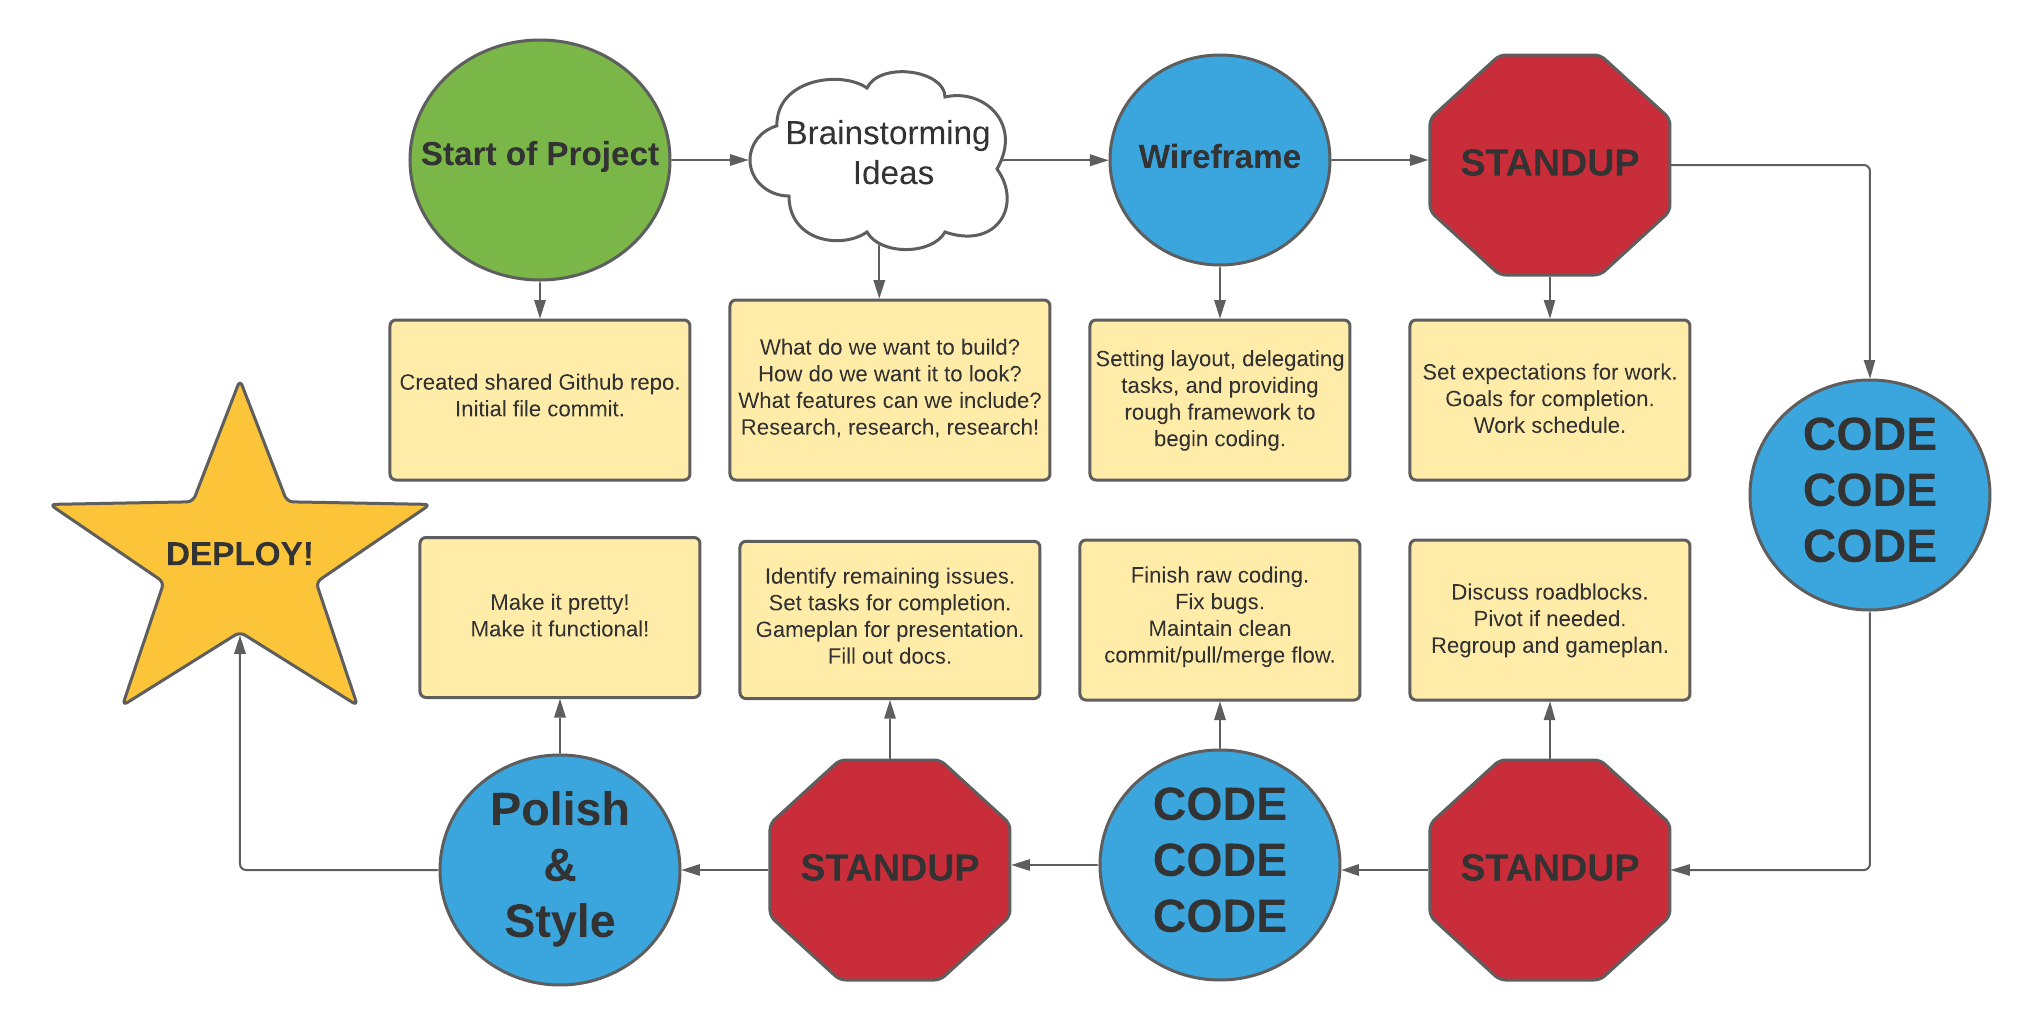 Start of Project
Brainstorming
Ideas
Wireframe
STANDUP
Created shared Github repo.
Initial file commit.
What do we want to build?
How do we want it to look?
What features can we include?
Research, research, research!
Setting layout, delegating
tasks, and providing
rough framework to
begin coding.
Set expectations for work.
Goals for completion.
Work schedule.
CODE
CODE
CODE
DEPLOY!
Make it pretty!
Make it functional!
Identify remaining issues.
Set tasks for completion.
Gameplan for presentation.
Fill out docs.
Finish raw coding.
Fix bugs.
Maintain clean
commit/pull/merge flow.
Discuss roadblocks.
Pivot if needed.
Regroup and gameplan.
Polish
&
Style
STANDUP
CODE
CODE
CODE
STANDUP